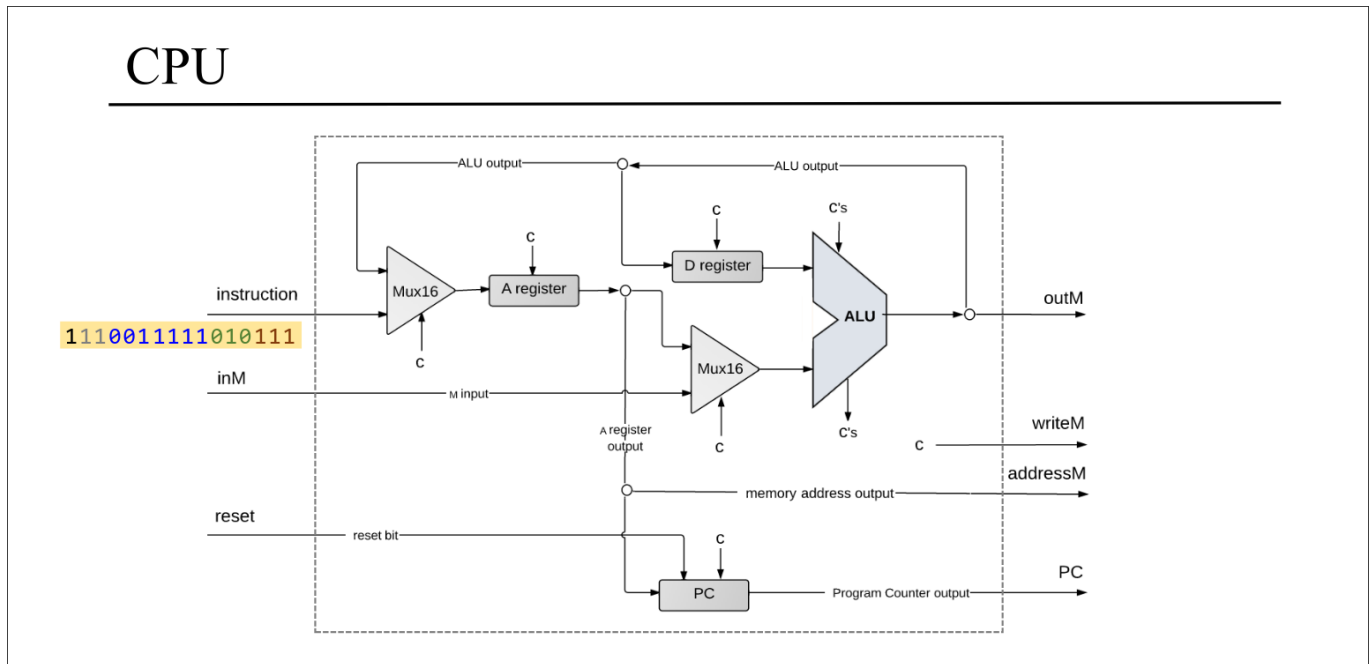 CPU
ALU output
ALU output
c
c's
c
D register
A register
Mux16
instruction
1110011111010111
c
ALU
outM
Mux16
inM
M input
c
c's
A register
output
c
writeM
addressM
memory address output
reset
reset bit
c
PC
PC
Program Counter output